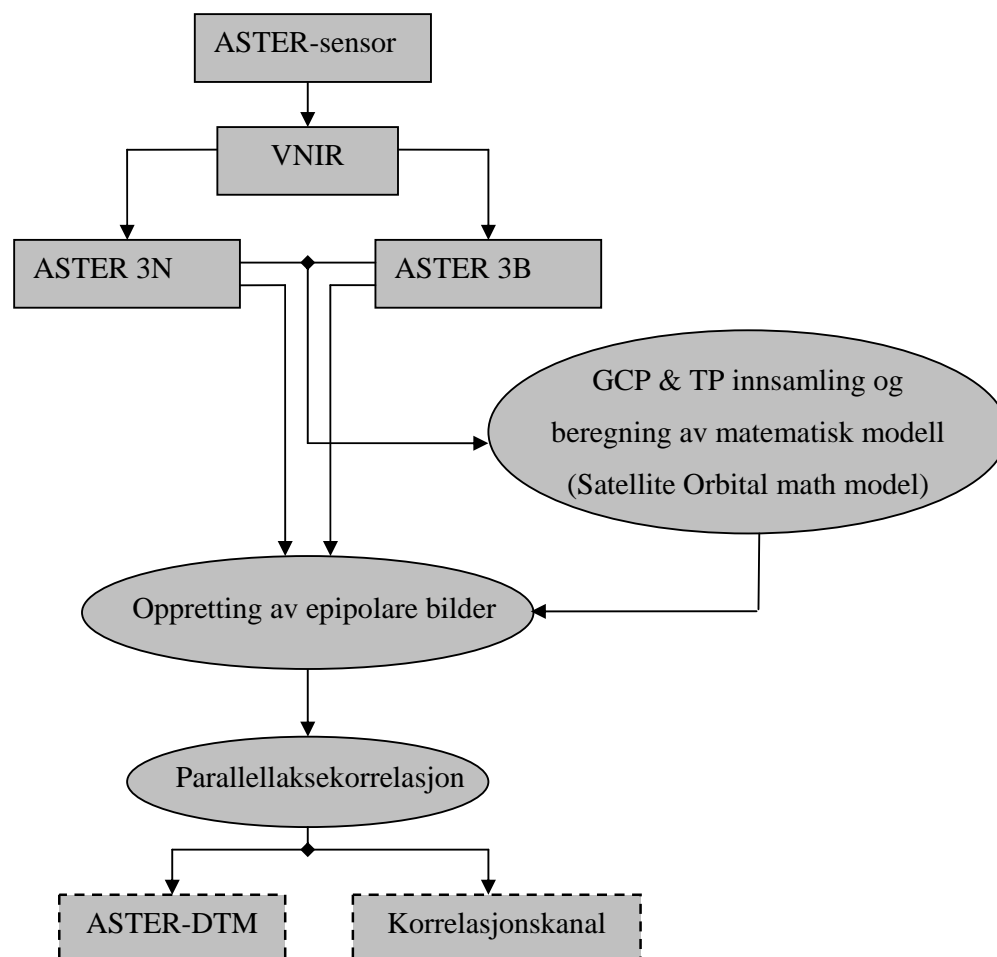 ASTER-sensor
VNIR
ASTER 3N
ASTER 3B
GCP & TP innsamling og
beregning av matematisk modell
(Satellite Orbital math model)
Oppretting av epipolare bilder
Parallellaksekorrelasjon
ASTER-DTM
Korrelasjonskanal